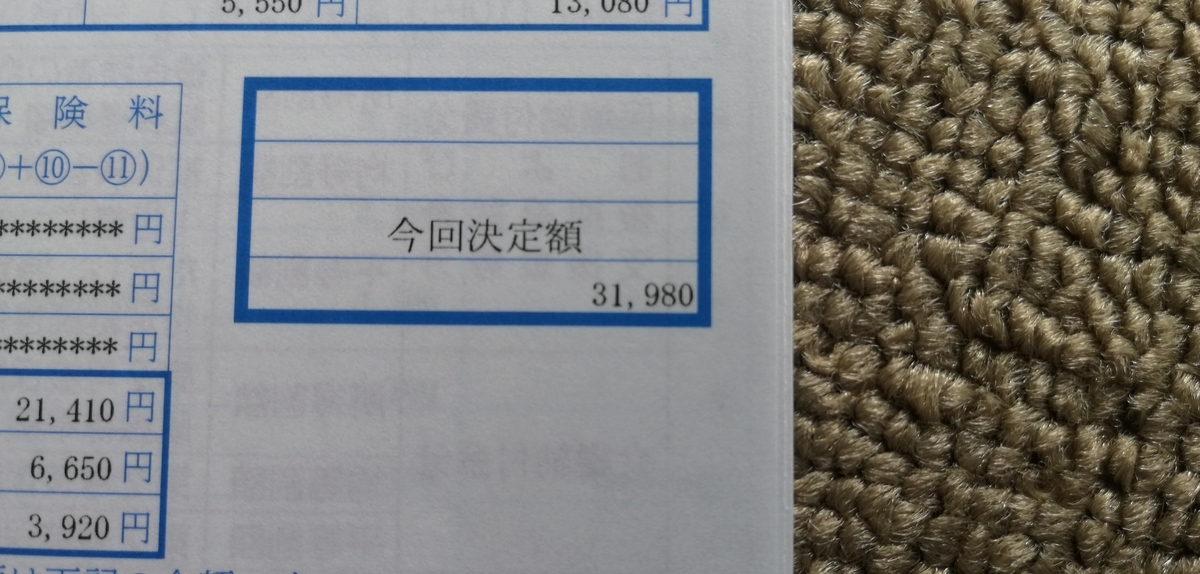 5,550 円
13,080 円
保 険 料
+⑩−⑪)
******** 円
******** 円
******** 円
21,410 円
6,650 円
3,920 円
今回決定額
31,980